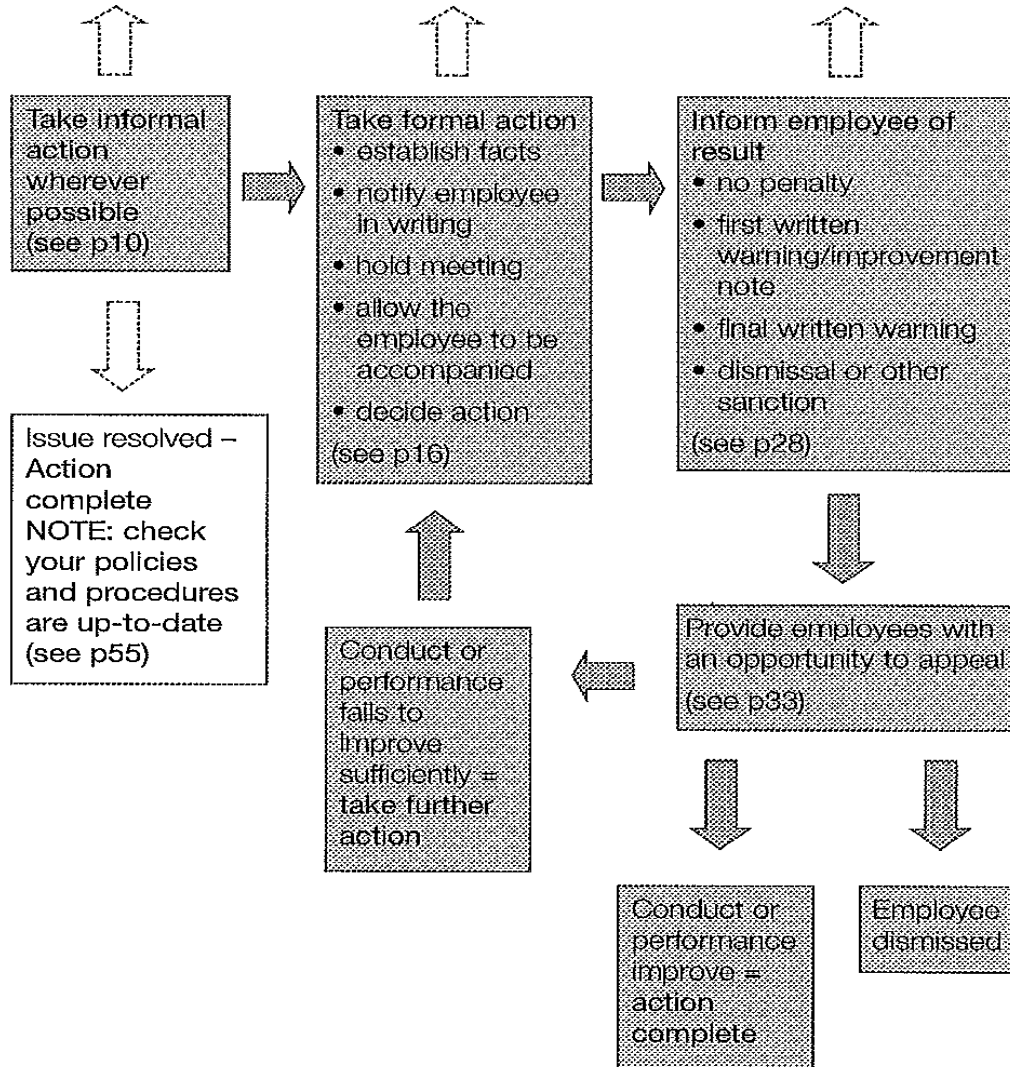 Take informal
action
wherever
possible
(see p10)
Take formal action
• establish facts
• notify employee
in writing
• hold meeting
• allow the
employee to be
accompanied
• decide action
(see p16)
Inform employee of
result
• no penalty
• first written
warning/improvement
note
• final written warning
• dismissal or other
sanction
(see p28)
Issue resolved –
Action
complete
NOTE: check
your policies
and procedures
are up-to-date
(see p55)
Conduct or
performance
fails to
improve
sufficiently =
take further
action
Provide employees with
an opportunity to appeal
(see p33)
Conduct or
performance
improve =
action
complete
Employee
dismissed